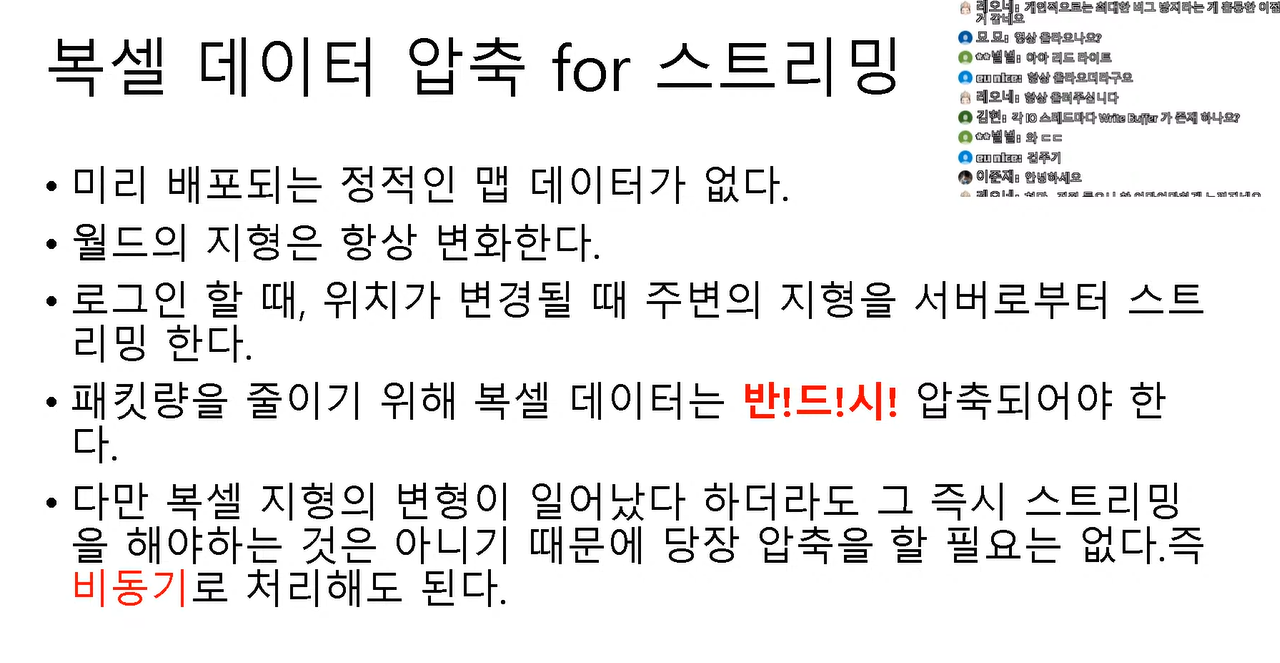 복셀 데이터 압축 for 스트리밍
• 미리 배포되는 정적인 맵 데이터가 없다.
• 월드의 지형은 항상 변화한다.
• 로그인 할 때, 위치가 변경될 때 주변의 지형을 서버로부터 스트
리밍 한다.
• 패킷량을 줄이기 위해 복셀 데이터는 반!드!시! 압축되어야 한
다.
• 다만 복셀 지형의 변형이 일어났다 하더라도 그 즉시 스트리밍
을 해야하는 것은 아니기 때문에 당장 압축을 할 필요는 없다.즉
비동기로 처리해도 된다.
레오네: 개인적으로는 최대한 버그 방지라는 게 훌륭한 이점
거 같네요
모 모: 영상 올라오나요?
**별별: 아아 리드 라이트
eu nice: 항상 올라오더라구요
레오네: 항상 올려주십니다
김현: 각 IO 스레드마다 Write Buffer 가 존재 하나요?
**별별: 와 ㄷㄷ
eu nice: 건주기
이준재: 안녕하세요
레오네: